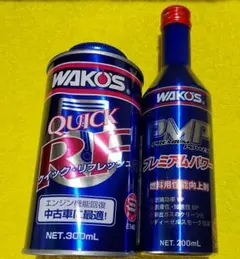 WAKO'S
QUICK
RF
クイック・リフレッシュ
エンジン機能回復
中古車に最適!
NET.300mL
WAKO'S
PMP
プレミアムパワー
燃料用性能向上剤
NET.200mL